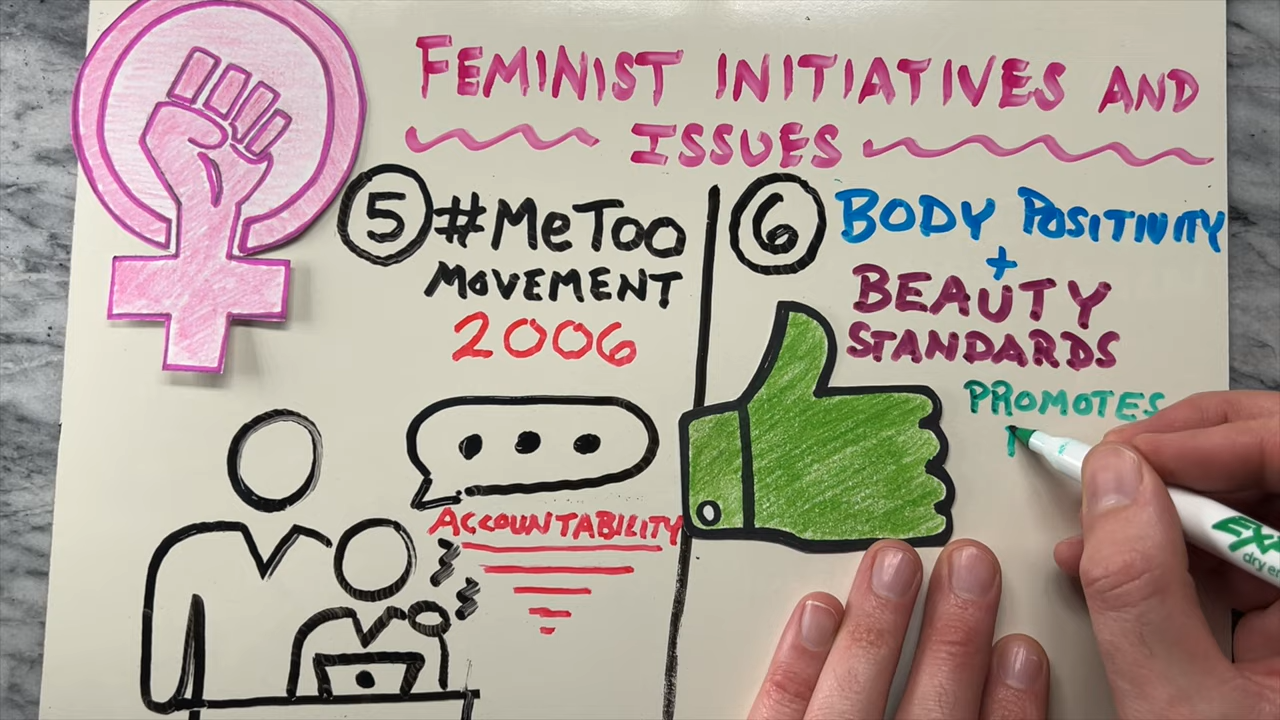 FEMINIST INITIATIVES AND
ISSUES
5 #MeToo
MOVEMENT
2006
ACCOUNTABILITY
6 BODY POSITIVITY
+
BEAUTY
STANDARDS
PROMOTES